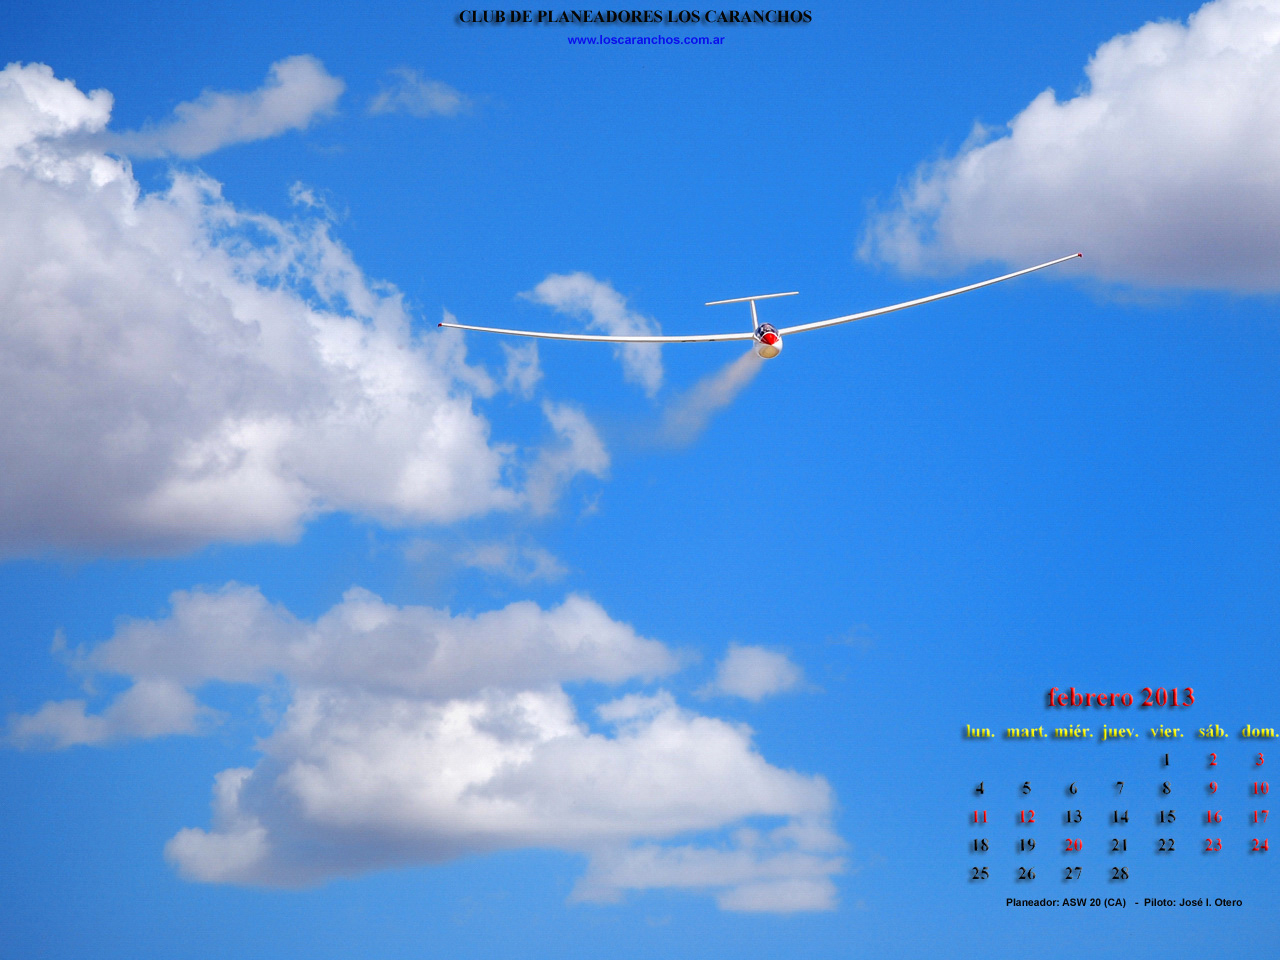 CLUB DE PLANEADORES LOS CARANCHOS
www.loscaranchos.com.ar
febrero 2013
lun. mart. miér. juev. vier. sáb. dom.
1 2 3
4 5 6 7 8 9 10
11 12 13 14 15 16 17
18 19 20 21 22 23 24
25 26 27 28
Planeador: ASW 20 (CA) - Piloto: José I. Otero